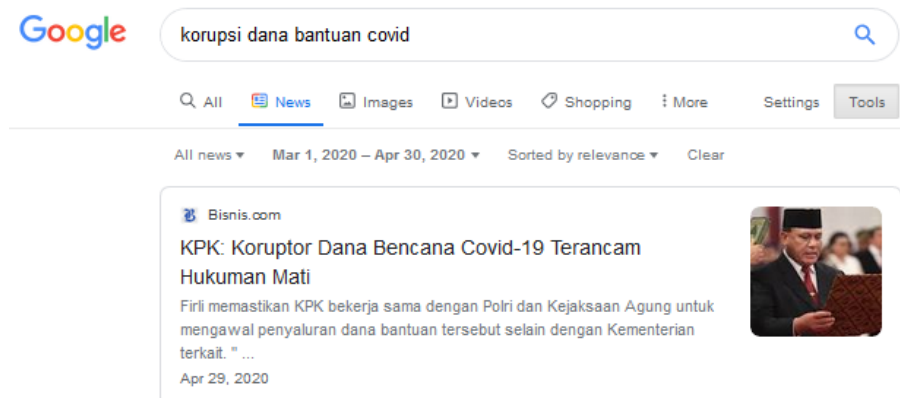 Google
korupsi dana bantuan covid
All News Images Videos Shopping More Settings Tools
All news Mar 1, 2020 – Apr 30, 2020 Sorted by relevance Clear
Bisnis.com
KPK: Koruptor Dana Bencana Covid-19 Terancam
Hukuman Mati
Firli memastikan KPK bekerja sama dengan Polri dan Kejaksaan Agung untuk
mengawal penyaluran dana bantuan tersebut selain dengan Kementerian
terkait. " ...
Apr 29, 2020